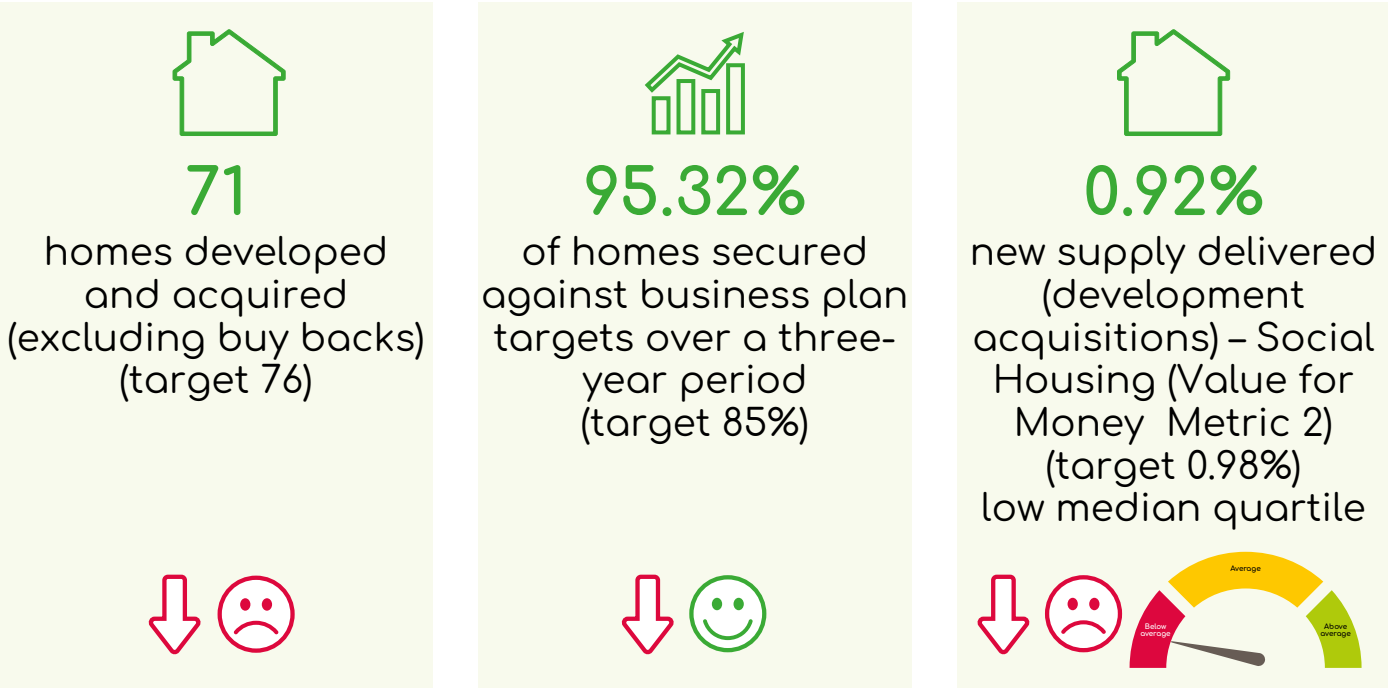 71
homes developed
and acquired
(excluding buy backs)
(target 76)
95.32%
of homes secured
against business plan
targets over a three-
year period
(target 85%)
0.92%
new supply delivered
(development
acquisitions) – Social
Housing (Value for
Money  Metric 2)
(target 0.98%)
low median quartile
Average
Below
average
Above
average